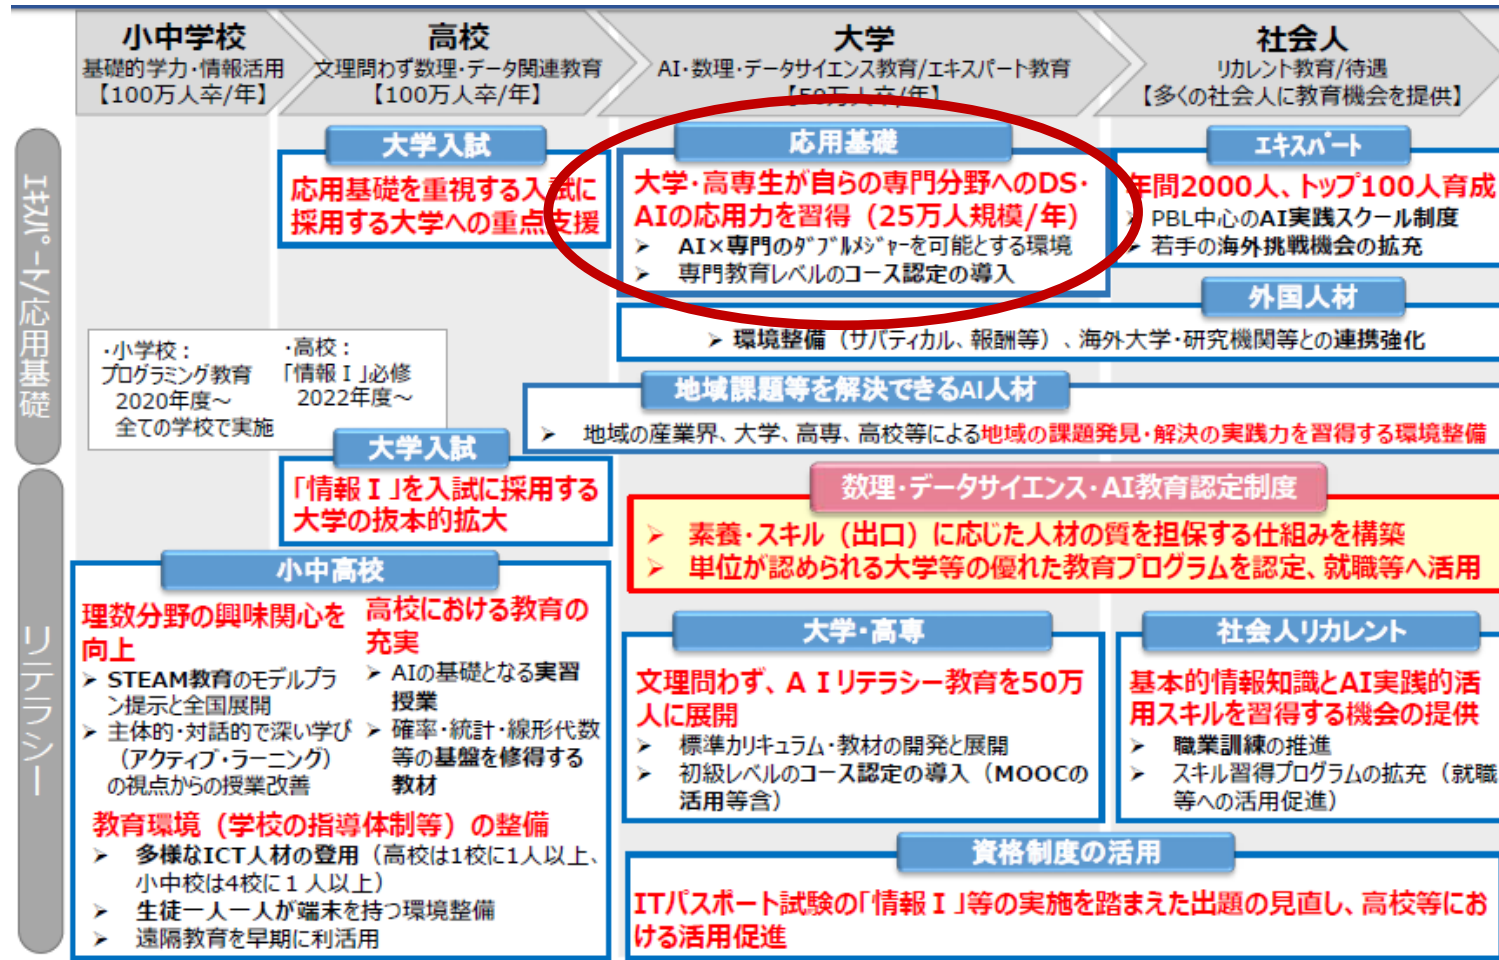 小中学校
基礎的学力・情報活用
【100万人卒/年】
高校
文理問わず数理・データ関連教育
【100万人卒/年】
大学
AI・数理・データサイエンス教育/エキスパート教育
【50万人卒/年】
社会人
リカレント教育/待遇
【多くの社会人に教育機会を提供】
エキスパート/応用基礎
大学入試
応用基礎を重視する入試に
採用する大学への重点支援
応用基礎
大学・高専生が自らの専門分野へのDS・
AIの応用力を習得（25万人規模/年）
➢ AI×専門のダブルメジャーを可能とする環境
➢ 専門教育レベルのコース認定の導入
エキスパート
年間2000人、トップ100人育成
➢ PBL中心のAI実践スクール制度
➢ 若手の海外挑戦機会の拡充
外国人材
➢ 環境整備（サバティカル、報酬等）、海外大学・研究機関等との連携強化
・小学校：
プログラミング教育
2020年度～
全ての学校で実施
・高校：
「情報Ⅰ」必修
2022年度～
地域課題等を解決できるAI人材
➢ 地域の産業界、大学、高専、高校等による地域の課題発見・解決の実践力を習得する環境整備
リテラシー
大学入試
「情報Ⅰ」を入試に採用する
大学の抜本的拡大
数理・データサイエンス・AI教育認定制度
➢ 素養・スキル（出口）に応じた人材の質を担保する仕組みを構築
➢ 単位が認められる大学等の優れた教育プログラムを認定、就職等へ活用
小中高校
理数分野の興味関心を
向上
➢ STEAM教育のモデルプラ
ン提示と全国展開
➢ 主体的・対話的で深い学び
（アクティブ・ラーニング）
の視点からの授業改善
高校における教育の
充実
➢ AIの基礎となる実習
授業
➢ 確率・統計・線形代数
等の基盤を修得する
教材
教育環境（学校の指導体制等）の整備
➢ 多様なICT人材の登用（高校は1校に1人以上、
小中校は4校に１人以上）
➢ 生徒一人一人が端末を持つ環境整備
➢ 遠隔教育を早期に利活用
大学・高専
文理問わず、ＡＩリテラシー教育を50万
人に展開
➢ 標準カリキュラム・教材の開発と展開
➢ 初級レベルのコース認定の導入（MOOCの
活用等含）
社会人リカレント
基本的情報知識とAI実践的活
用スキルを習得する機会の提供
➢ 職業訓練の推進
➢ スキル習得プログラムの拡充（就職
等への活用促進）
資格制度の活用
ITパスポート試験の「情報Ⅰ」等の実施を踏まえた出題の見直し、高校等にお
ける活用促進